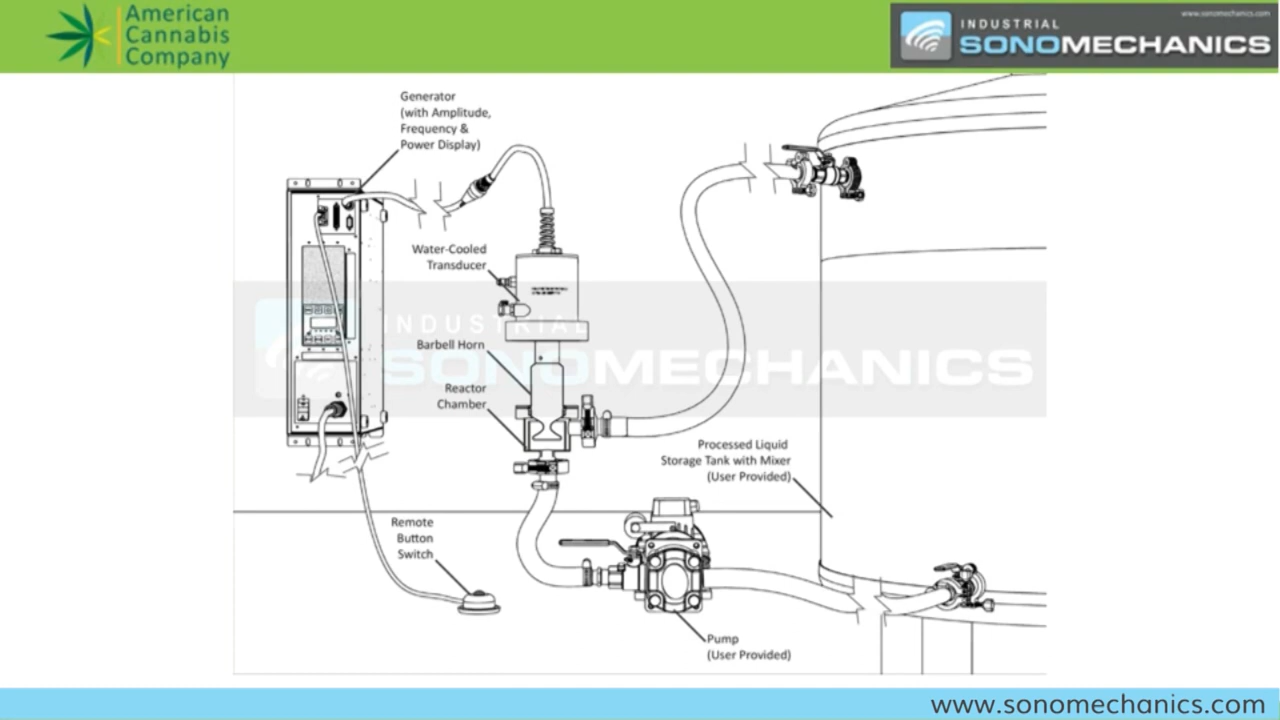 American
Cannabis
Company
www.sonomechanics.com
INDUSTRIAL
SONOMECHANICS
Generator
(with Amplitude,
Frequency &
Power Display)
Water-Cooled
Transducer
INDUSTRIAL
SONOMECHANICS
Barbell Horn
Reactor
Chamber
Processed Liquid
Storage Tank with Mixer
(User Provided)
Remote
Button
Switch
Pump
(User Provided)
www.sonomechanics.com